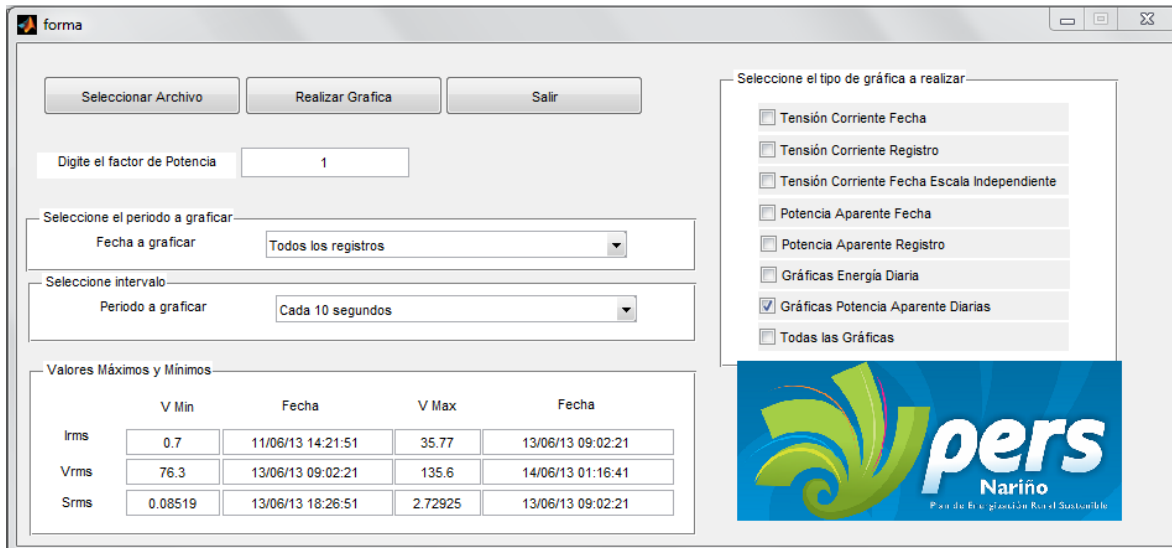 forma
Seleccionar Archivo
Realizar Grafica
Salir
Digite el factor de Potencia
1
Seleccione el periodo a graficar
Fecha a graficar
Todos los registros
Seleccione intervalo
Periodo a graficar
Cada 10 segundos
Valores Máximos y Mínimos
V Min Fecha V Max Fecha
Irms 0.7 11/06/13 14:21:51 35.77 13/06/13 09:02:21
Vrms 76.3 13/06/13 09:02:21 135.6 14/06/13 01:16:41
Srms 0.08519 13/06/13 18:26:51 2.72925 13/06/13 09:02:21
Seleccione el tipo de gráfica a realizar
Tensión Corriente Fecha
Tensión Corriente Registro
Tensión Corriente Fecha Escala Independiente
Potencia Aparente Fecha
Potencia Aparente Registro
Gráficas Energía Diaria
Gráficas Potencia Aparente Diarias
Todas las Gráficas
pers
Nariño
Plan de Energización Rural Sustenible